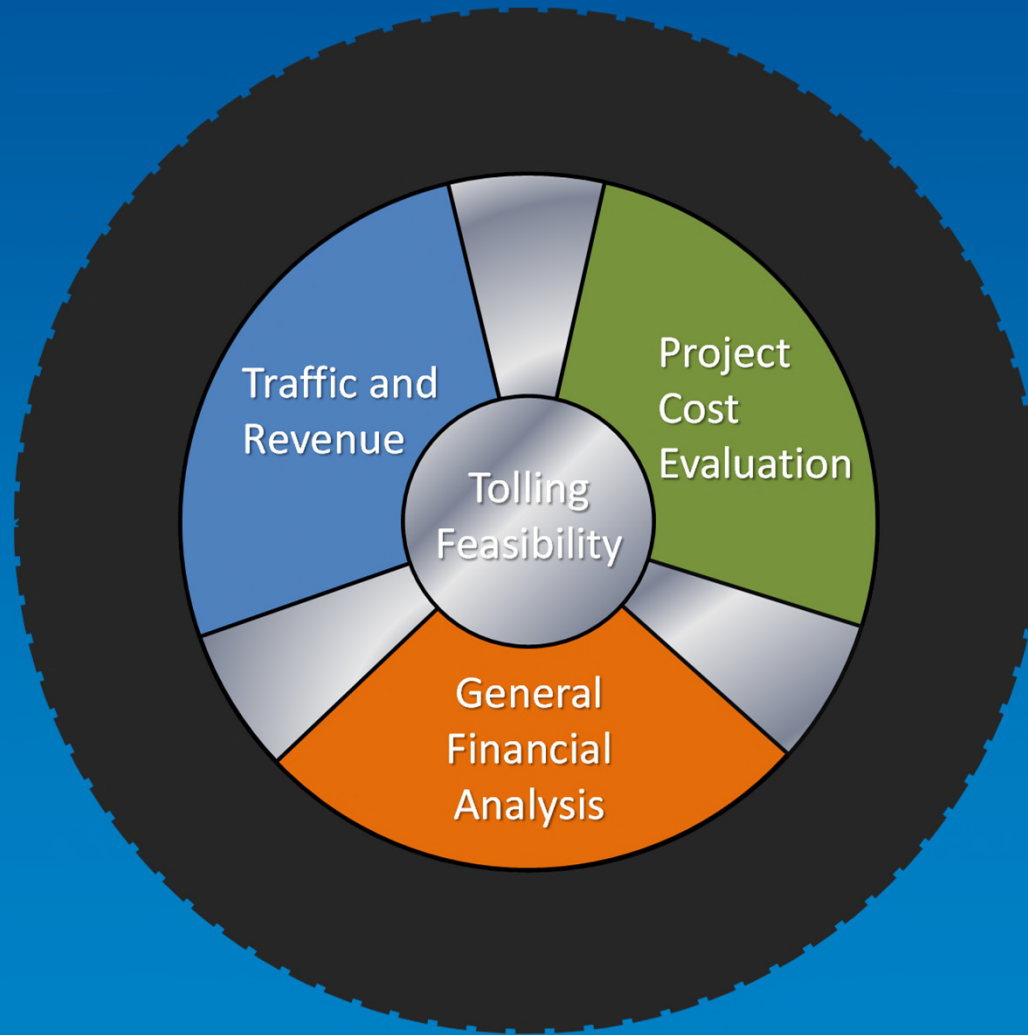 Traffic and
Revenue
Project
Cost
Evaluation
Tolling
Feasibility
General
Financial
Analysis